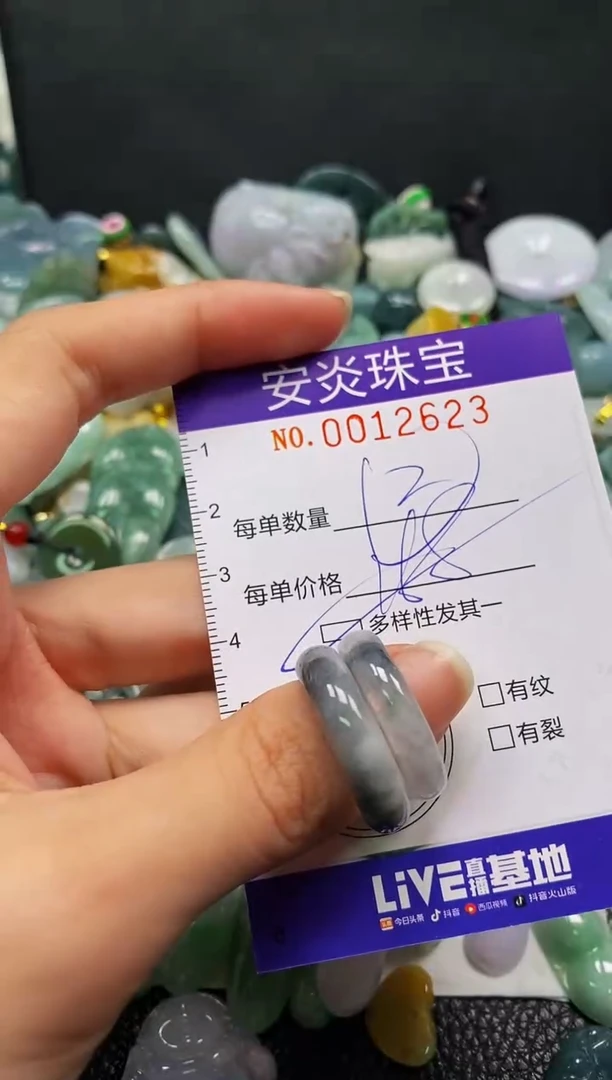 安炎珠宝
NO.0012623
1
2
每单数量
3
每单价格
多样性发其一
4
有纹
有裂
LiVE直播基地
今日头条 抖音 西瓜视频 抖音火山版